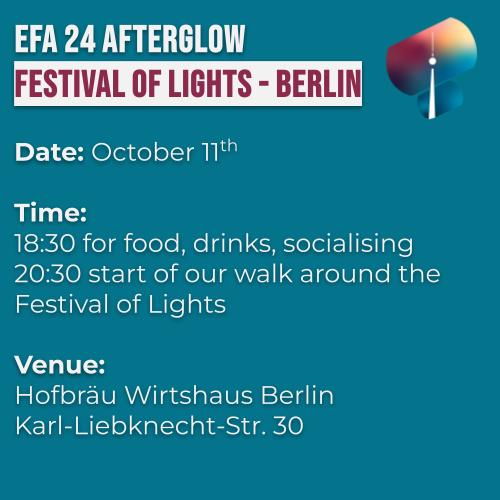 EFA 24 AFTERGLOW
FESTIVAL OF LIGHTS - BERLIN
Date: October 11th
Time:
18:30 for food, drinks, socialising
20:30 start of our walk around the
Festival of Lights
Venue:
Hofbräu Wirtshaus Berlin
Karl-Liebknecht-Str. 30